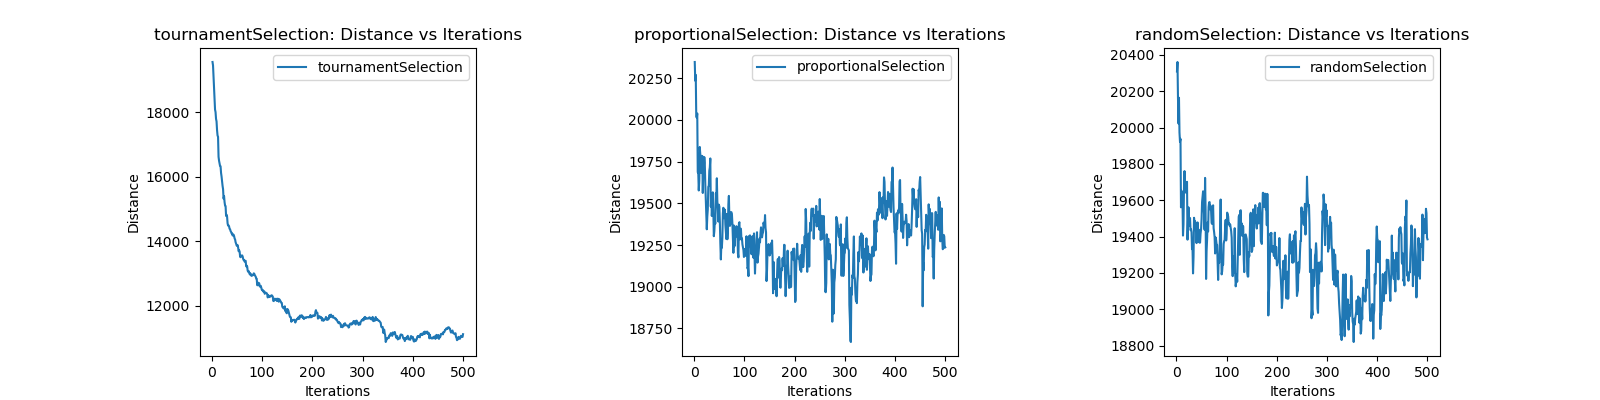 tournamentSelection: Distance vs Iterations
tournamentSelection
18000
16000
14000
12000
Distance
0 100 200 300 400 500
Iterations
proportionalSelection: Distance vs Iterations
proportionalSelection
20250
20000
19750
19500
19250
19000
18750
Distance
0 100 200 300 400 500
Iterations
randomSelection: Distance vs Iterations
randomSelection
20400
20200
20000
19800
19600
19400
19200
19000
18800
Distance
0 100 200 300 400 500
Iterations